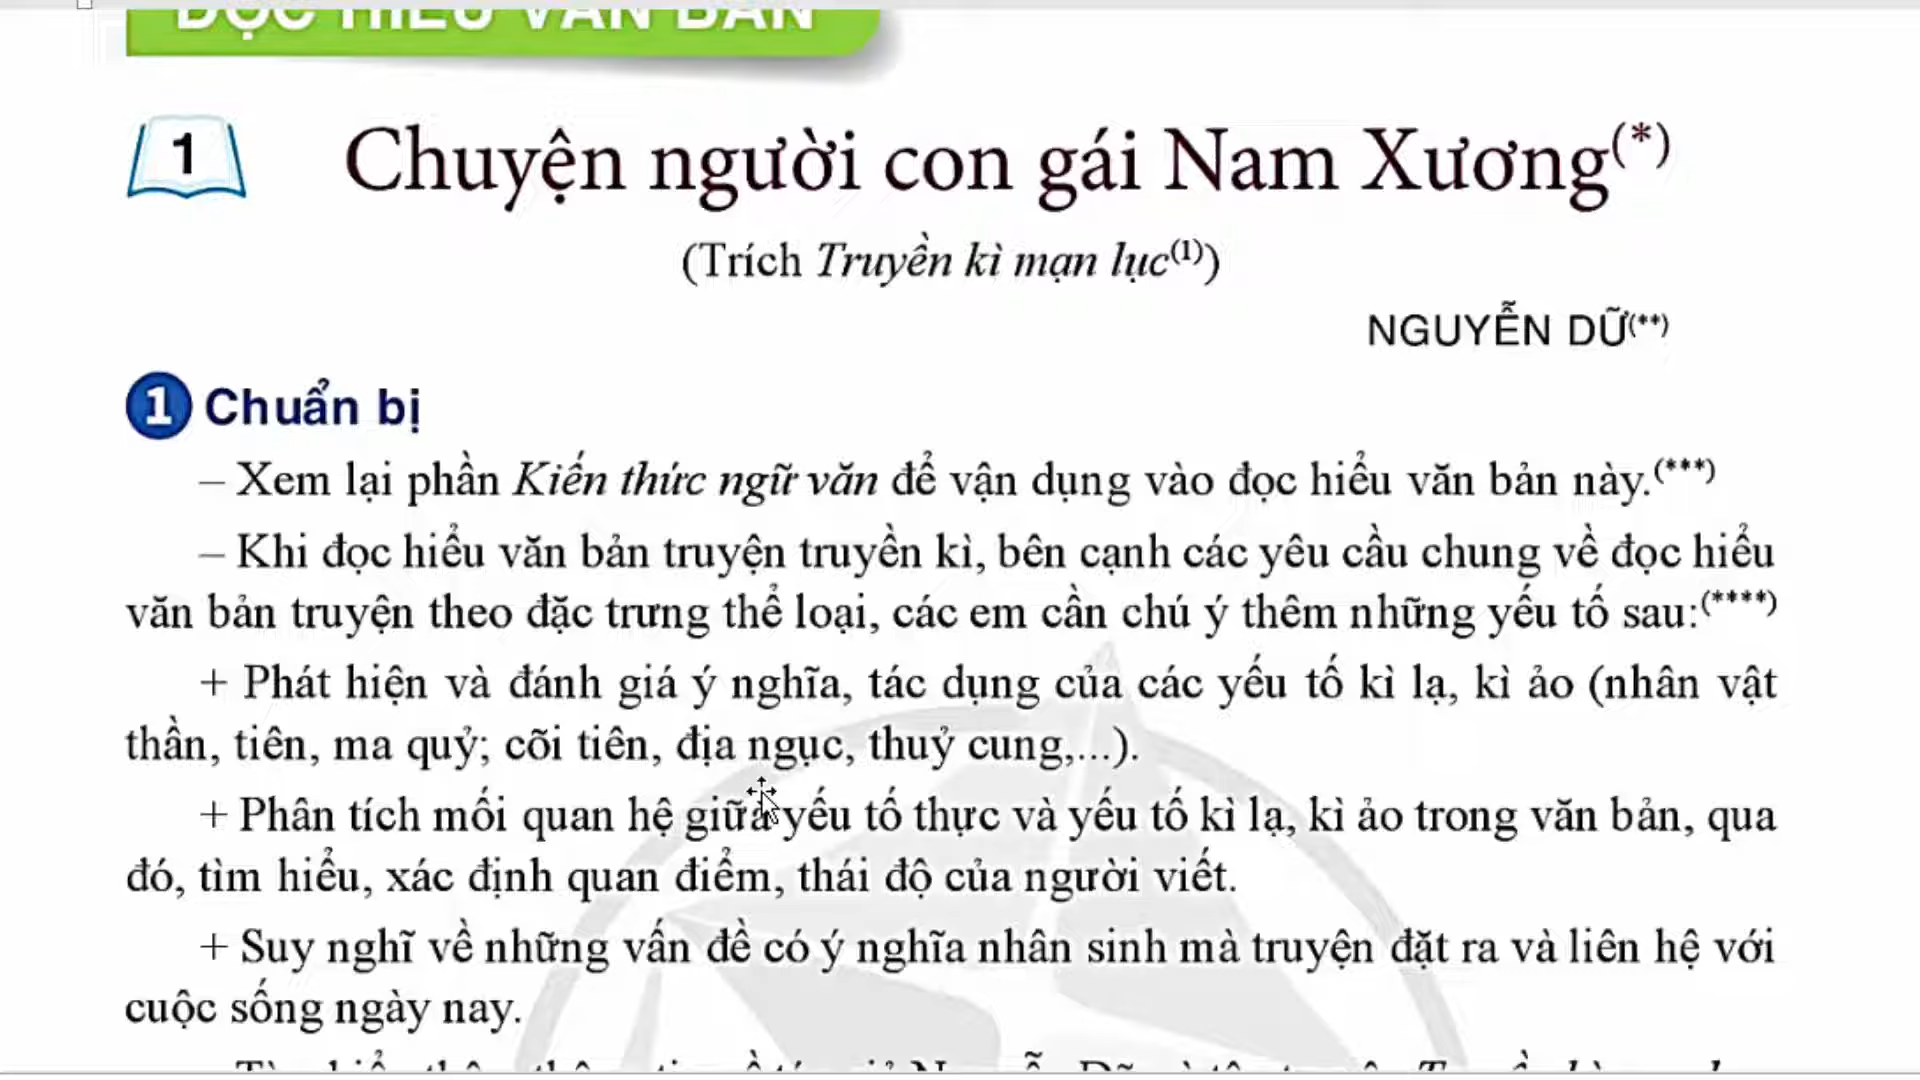 ĐỌC HIỂU VĂN BẢN
1
Chuyện người con gái Nam Xương(*)
(Trích Truyền kì mạn lục(1))
NGUYỄN DỮ(**)
1 Chuẩn bị
– Xem lại phần Kiến thức ngữ văn để vận dụng vào đọc hiểu văn bản này.(***)
– Khi đọc hiểu văn bản truyện truyền kì, bên cạnh các yêu cầu chung về đọc hiểu
văn bản truyện theo đặc trưng thể loại, các em cần chú ý thêm những yếu tố sau:(****)
+ Phát hiện và đánh giá ý nghĩa, tác dụng của các yếu tố kì lạ, kì ảo (nhân vật
thần, tiên, ma quỷ; cõi tiên, địa ngục, thuỷ cung,...).
+ Phân tích mối quan hệ giữa yếu tố thực và yếu tố kì lạ, kì ảo trong văn bản, qua
đó, tìm hiểu, xác định quan điểm, thái độ của người viết.
+ Suy nghĩ về những vấn đề có ý nghĩa nhân sinh mà truyện đặt ra và liên hệ với
cuộc sống ngày nay.